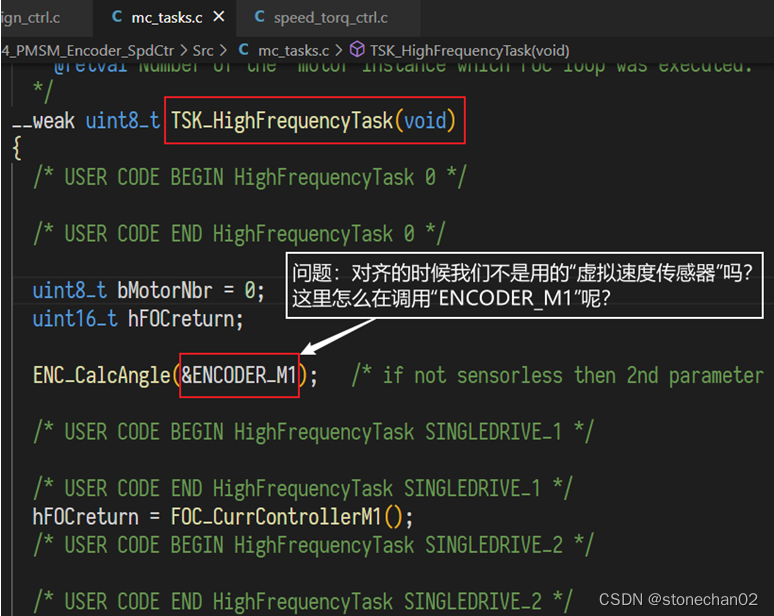 ign_ctrl.c C mc_tasks.c × C speed_torq_ctrl.c
4_PMSM_Encoder_SpdCtr > Src > C mc_tasks.c > TSK_HighFrequencyTask(void)
@retval Number of the motor instance which FOC loop was executed.
*/
__weak uint8_t TSK_HighFrequencyTask(void)
{
/* USER CODE BEGIN HighFrequencyTask 0 */
/* USER CODE END HighFrequencyTask 0 */
问题：对齐的时候我们不是用的“虚拟速度传感器”吗？
这里怎么在调用“ENCODER_M1”呢？
uint8_t bMotorNbr = 0;
uint16_t hFOCreturn;
ENC_CalcAngle(&ENCODER_M1); /* if not sensorless then 2nd parameter
/* USER CODE BEGIN HighFrequencyTask SINGLEDRIVE_1 */
/* USER CODE END HighFrequencyTask SINGLEDRIVE_1 */
hFOCreturn = FOC_CurrControllerM1();
/* USER CODE BEGIN HighFrequencyTask SINGLEDRIVE_2 */
/* USER CODE END HighFrequencyTask SINGLEDRIVE_2 */
CSDN @stonechan02